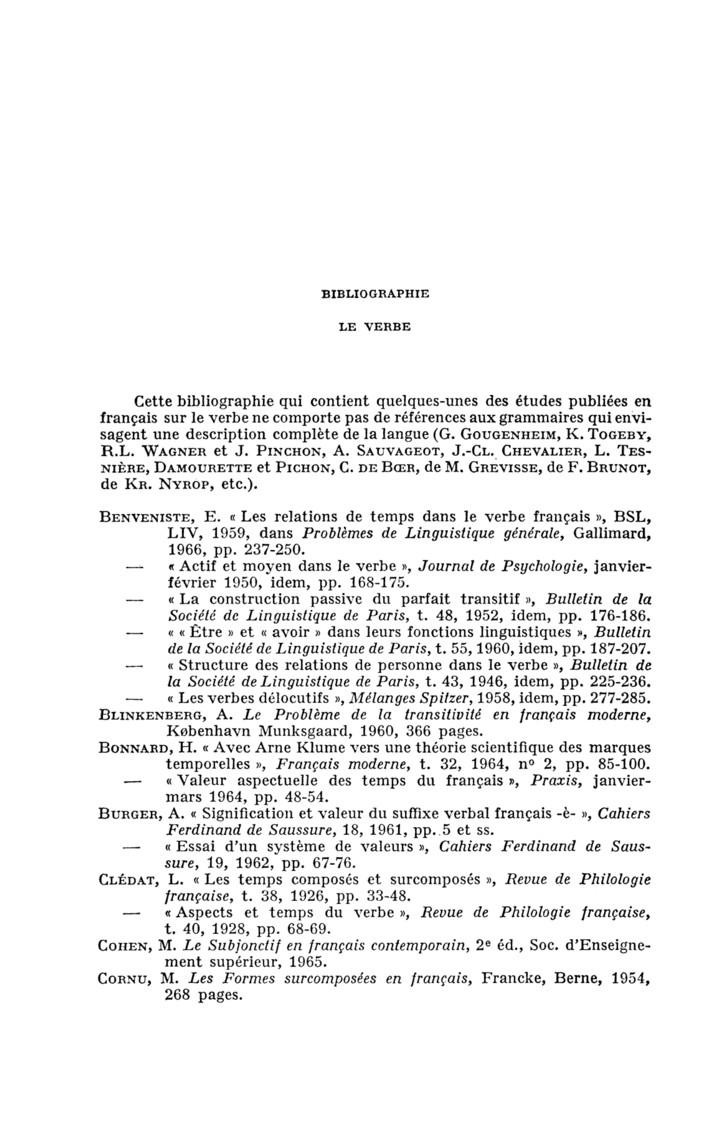 BIBLIOGRAPHIE
LE VERBE
Cette bibliographie qui contient quelques-unes des études publiées en
français sur le verbe ne comporte pas de références aux grammaires qui envi-
sagent une description complète de la langue (G. GOUGENHEIM, K. TOGEBY,
R.L. WAGNER et J. PINCHON, A. SAUVAGEOT, J.-CL. CHEVALIER, L. TES-
NIÈRE, DAMOURETTE et PICHON, C. DE BŒR, de M. GREVISSE, de F. BRUNOT,
de KR. NYROP, etc.).
BENVENISTE, E. « Les relations de temps dans le verbe français », BSL,
LIV, 1959, dans Problèmes de Linguistique générale, Gallimard,
1966, pp. 237-250.
— « Actif et moyen dans le verbe », Journal de Psychologie, janvier-
février 1950, idem, pp. 168-175.
— « La construction passive du parfait transitif », Bulletin de la
Société de Linguistique de Paris, t. 48, 1952, idem, pp. 176-186.
— « « Être » et « avoir » dans leurs fonctions linguistiques », Bulletin
de la Société de Linguistique de Paris, t. 55, 1960, idem, pp. 187-207.
— « Structure des relations de personne dans le verbe », Bulletin de
la Société de Linguistique de Paris, t. 43, 1946, idem, pp. 225-236.
— « Les verbes délocutifs », Mélanges Spitzer, 1958, idem, pp. 277-285.
BLINKENBERG, A. Le Problème de la transitivité en français moderne,
København Munksgaard, 1960, 366 pages.
BONNARD, H. « Avec Arne Klume vers une théorie scientifique des marques
temporelles », Français moderne, t. 32, 1964, n° 2, pp. 85-100.
— « Valeur aspectuelle des temps du français », Praxis, janvier-
mars 1964, pp. 48-54.
BURGER, A. « Signification et valeur du suffixe verbal français -è- », Cahiers
Ferdinand de Saussure, 18, 1961, pp. 5 et ss.
— « Essai d'un système de valeurs », Cahiers Ferdinand de Saus-
sure, 19, 1962, pp. 67-76.
CLÉDAT, L. « Les temps composés et surcomposés », Revue de Philologie
française, t. 38, 1926, pp. 33-48.
— « Aspects et temps du verbe », Revue de Philologie française,
t. 40, 1928, pp. 68-69.
COHEN, M. Le Subjonctif en français contemporain, 2e éd., Soc. d'Enseigne-
ment supérieur, 1965.
CORNU, M. Les Formes surcomposées en français, Francke, Berne, 1954,
268 pages.